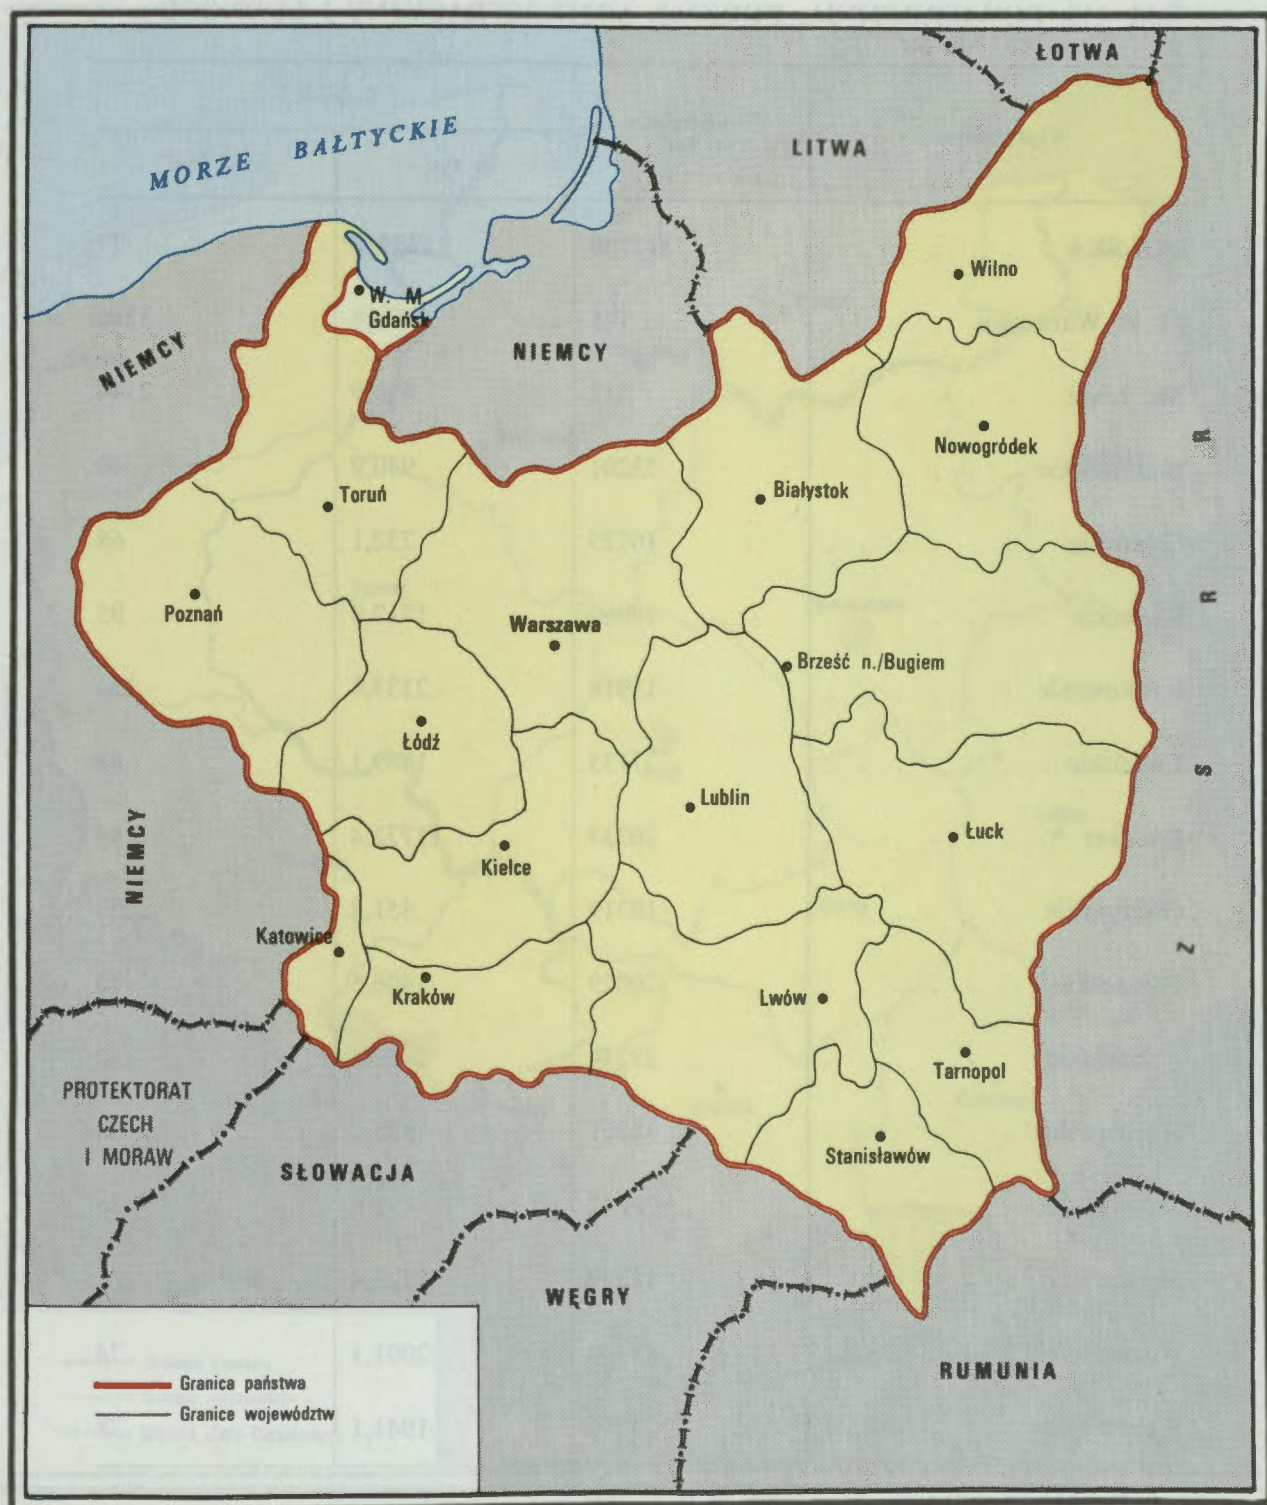 ŁOTWA
MORZE BAŁTYCKIE
LITWA
Wilno
W. M
Gdańsk
NIEMCY
NIEMCY
Nowogródek
Białystok
Toruń
Poznań
Warszawa
Brześć n./Bugiem
Łódź
Lublin
Łuck
NIEMCY
Kielce
Katowice
Kraków
Lwów
Tarnopol
Stanisławów
Z S R R
PROTEKTORAT
CZECH
I MORAW
SŁOWACJA
WĘGRY
RUMUNIA
Granica państwa
Granice województw